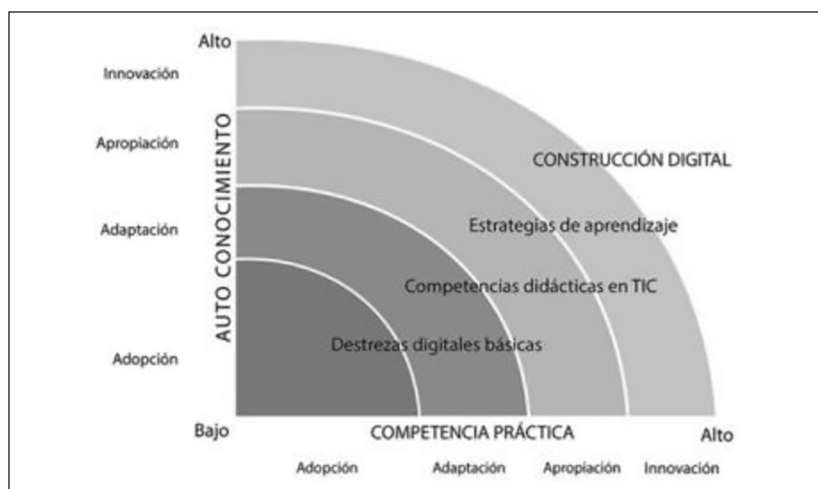 Alto
Innovación
Apropiación
CONSTRUCCIÓN DIGITAL
Adaptación
Estrategias de aprendizaje
AUTO CONOCIMIENTO
Competencias didácticas en TIC
Destrezas digitales básicas
Adopción
Bajo
COMPETENCIA PRÁCTICA
Alto
Adopción
Adaptación
Apropiación
Innovación